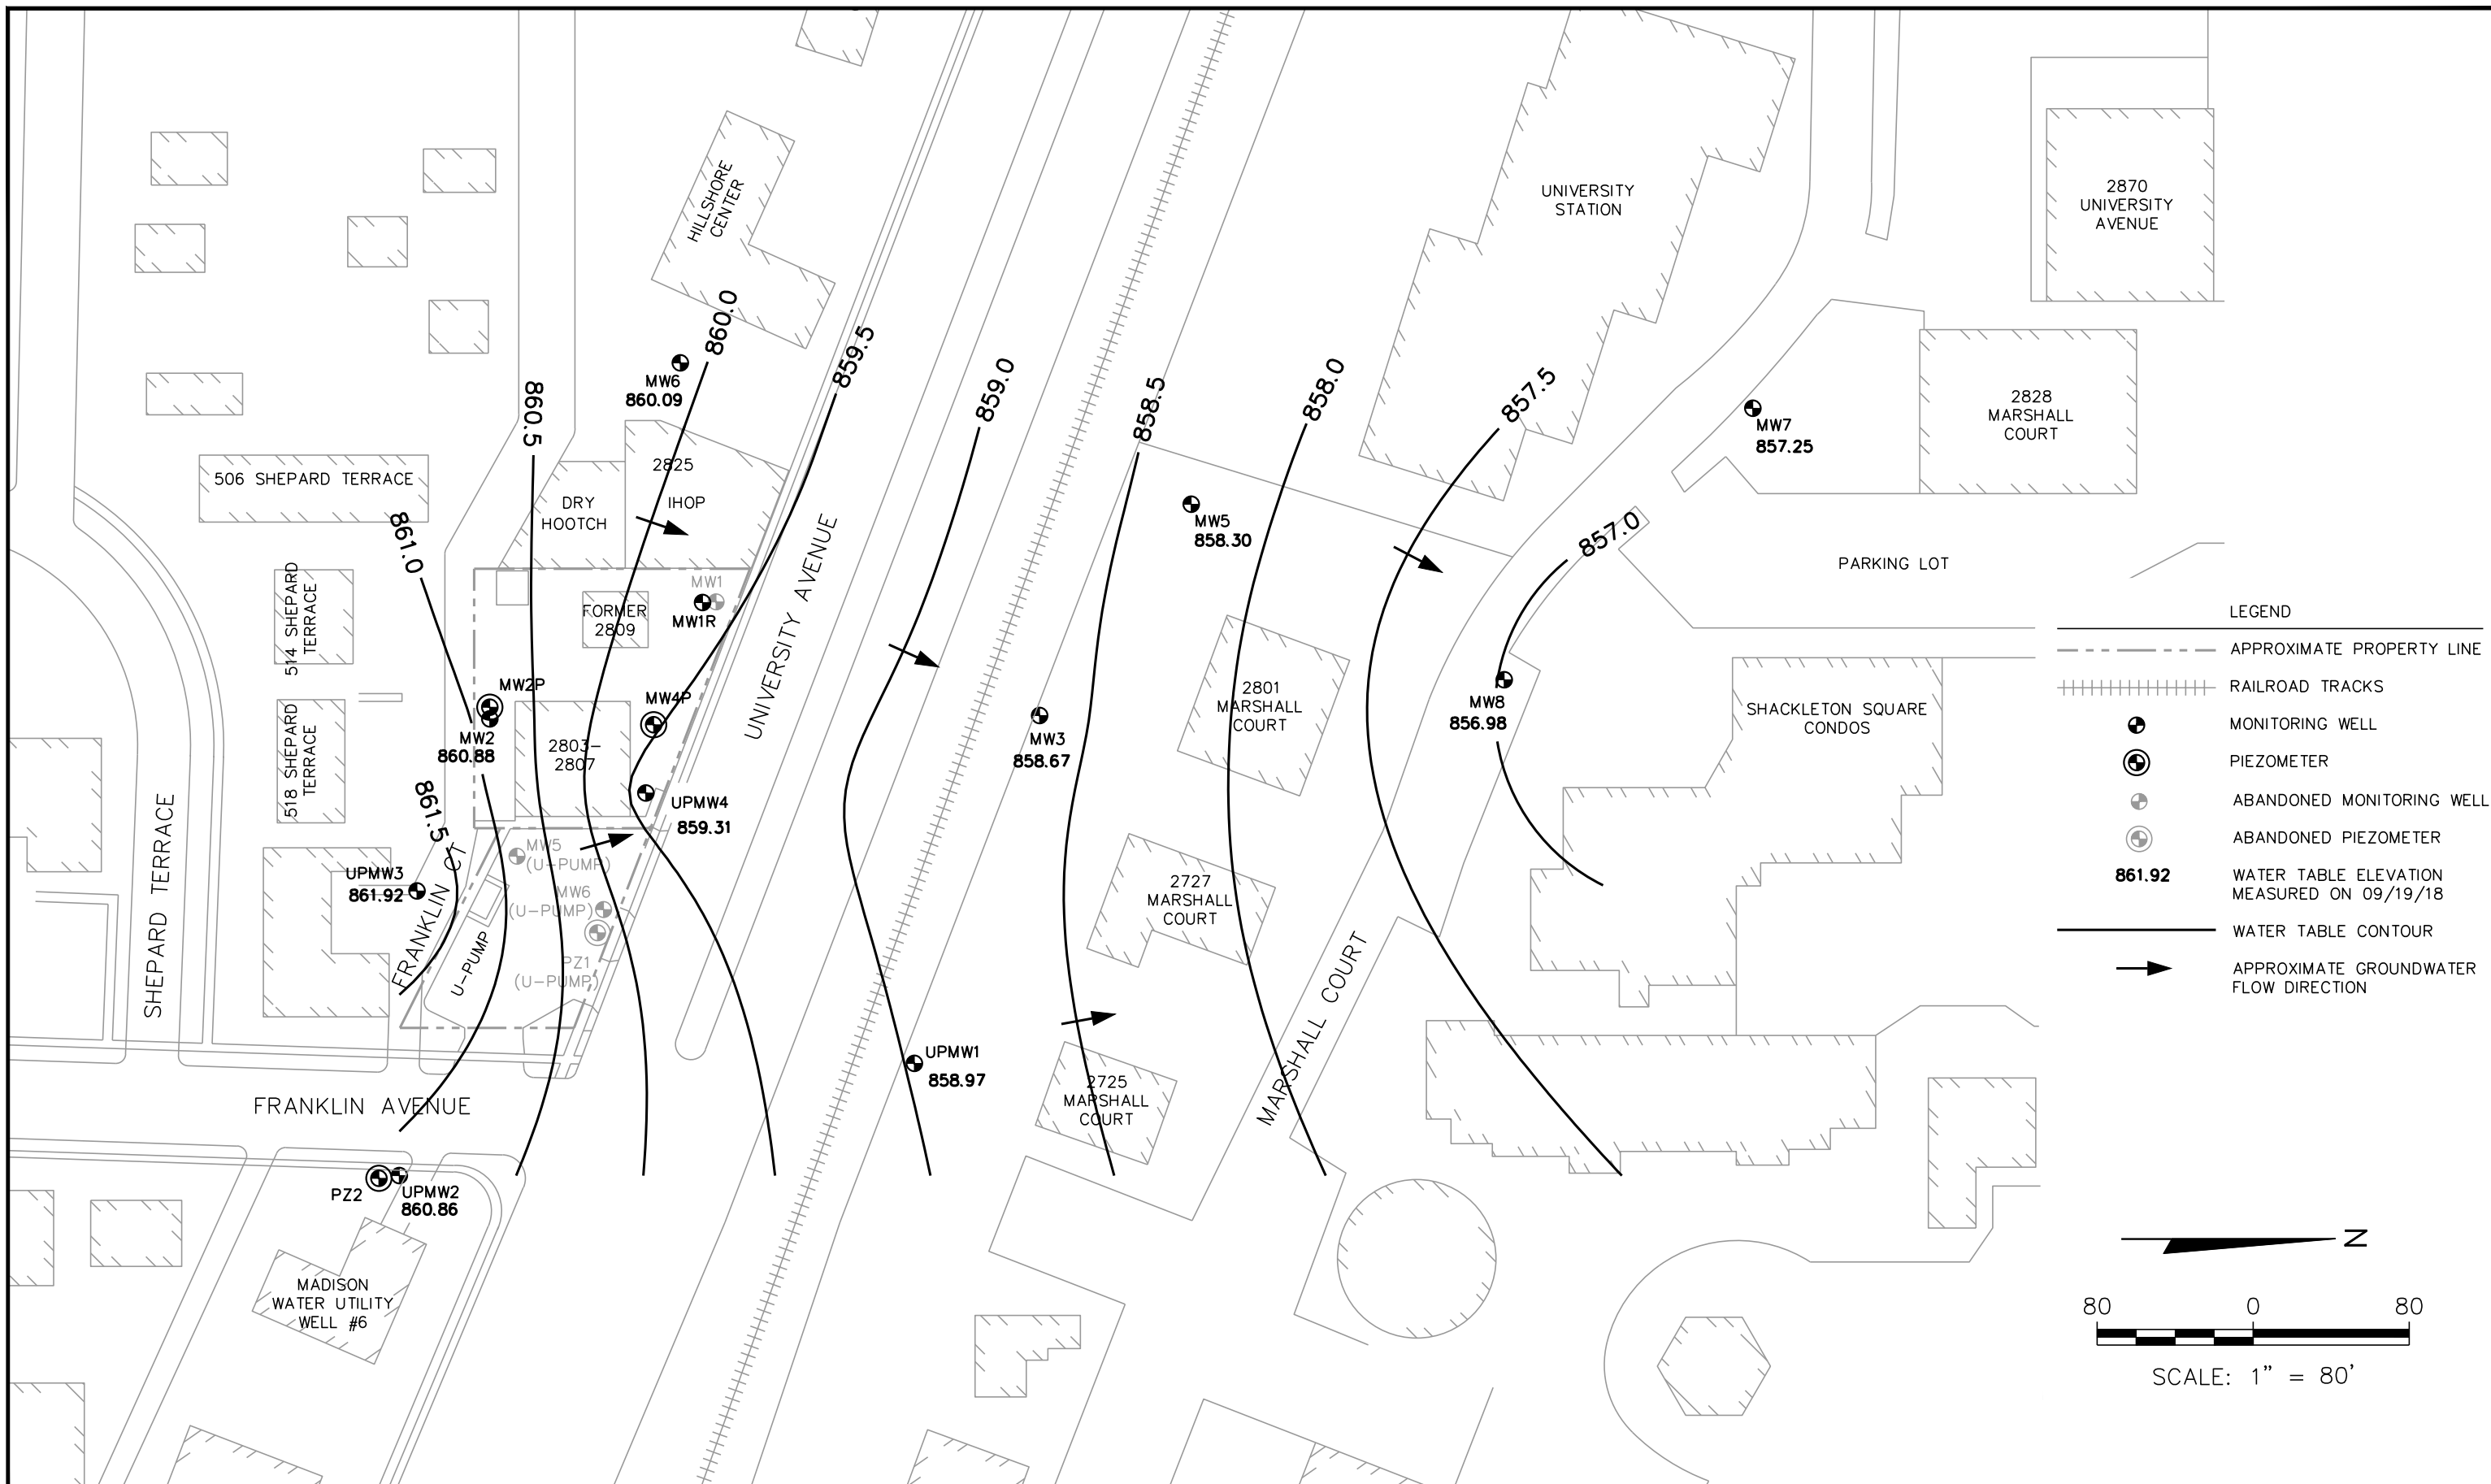 HILLSHORE
CENTER
UNIVERSITY
STATION
2870
UNIVERSITY
AVENUE
860.0
859.5
859.0
858.5
858.0
857.5
860.5
MW6
860.09
MW7
857.25
2828
MARSHALL
COURT
2825
IHOP
DRY
HOOTCH
506 SHEPARD TERRACE
861.0
MW5
858.30
857.0
PARKING LOT
514 SHEPARD
TERRACE
FORMER
2809
MW1
MW1R
UNIVERSITY AVENUE
MW2P
MW2
860.88
MW4P
2803-
2807
518 SHEPARD
TERRACE
861.5
UPMW4
859.31
MW3
858.67
2801
MARSHALL
COURT
MW8
856.98
SHACKLETON SQUARE
CONDOS
SHEPARD TERRACE
UPMW3
861.92
FRANKLIN CT
MW5
(U-PUMP)
MW6
(U-PUMP)
U-PUMP
PZ1
(U-PUMP)
2727
MARSHALL
COURT
MARSHALL COURT
UPMW1
858.97
2725
MARSHALL
COURT
FRANKLIN AVENUE
PZ2
UPMW2
860.86
MADISON
WATER UTILITY
WELL #6
LEGEND
APPROXIMATE PROPERTY LINE
RAILROAD TRACKS
MONITORING WELL
PIEZOMETER
ABANDONED MONITORING WELL
ABANDONED PIEZOMETER
861.92 WATER TABLE ELEVATION
MEASURED ON 09/19/18
WATER TABLE CONTOUR
APPROXIMATE GROUNDWATER
FLOW DIRECTION
N
80 0 80
SCALE: 1" = 80'